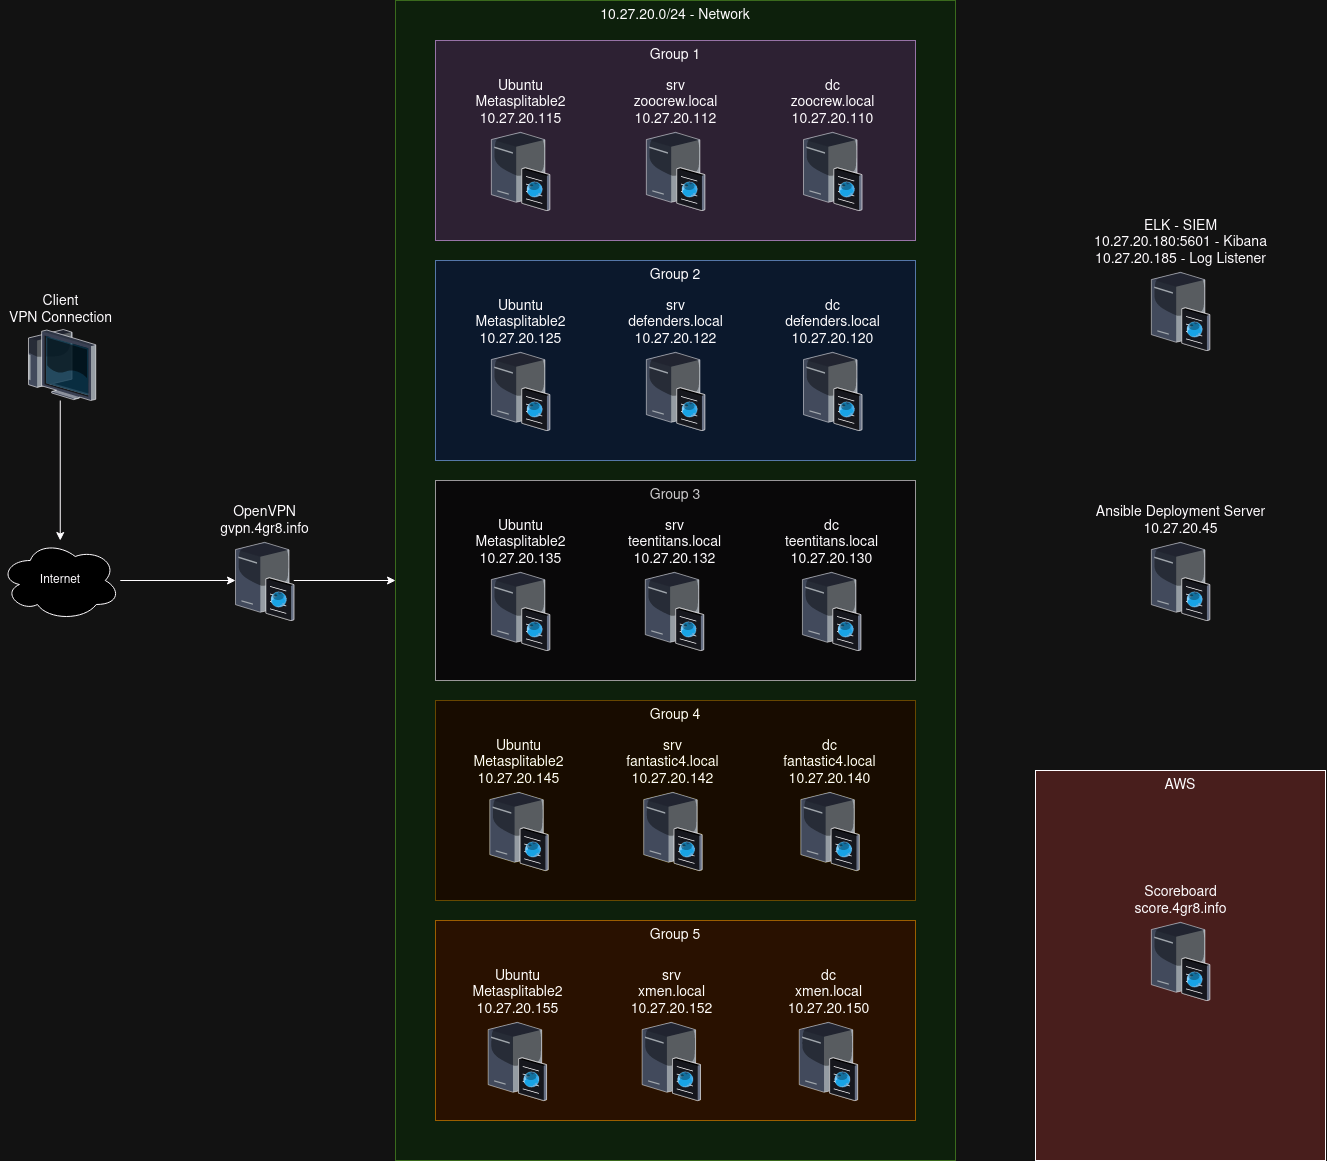 10.27.20.0/24 - Network
Group 1
Ubuntu
Metasplitable2
10.27.20.115
srv
zoocrew.local
10.27.20.112
dc
zoocrew.local
10.27.20.110
Group 2
Ubuntu
Metasplitable2
10.27.20.125
srv
defenders.local
10.27.20.122
dc
defenders.local
10.27.20.120
Group 3
Ubuntu
Metasplitable2
10.27.20.135
srv
teentitans.local
10.27.20.132
dc
teentitans.local
10.27.20.130
Group 4
Ubuntu
Metasplitable2
10.27.20.145
srv
fantastic4.local
10.27.20.142
dc
fantastic4.local
10.27.20.140
Group 5
Ubuntu
Metasplitable2
10.27.20.155
srv
xmen.local
10.27.20.152
dc
xmen.local
10.27.20.150
Client
VPN Connection
Internet
OpenVPN
gvpn.4gr8.info
ELK - SIEM
10.27.20.180:5601 - Kibana
10.27.20.185 - Log Listener
Ansible Deployment Server
10.27.20.45
AWS
Scoreboard
score.4gr8.info